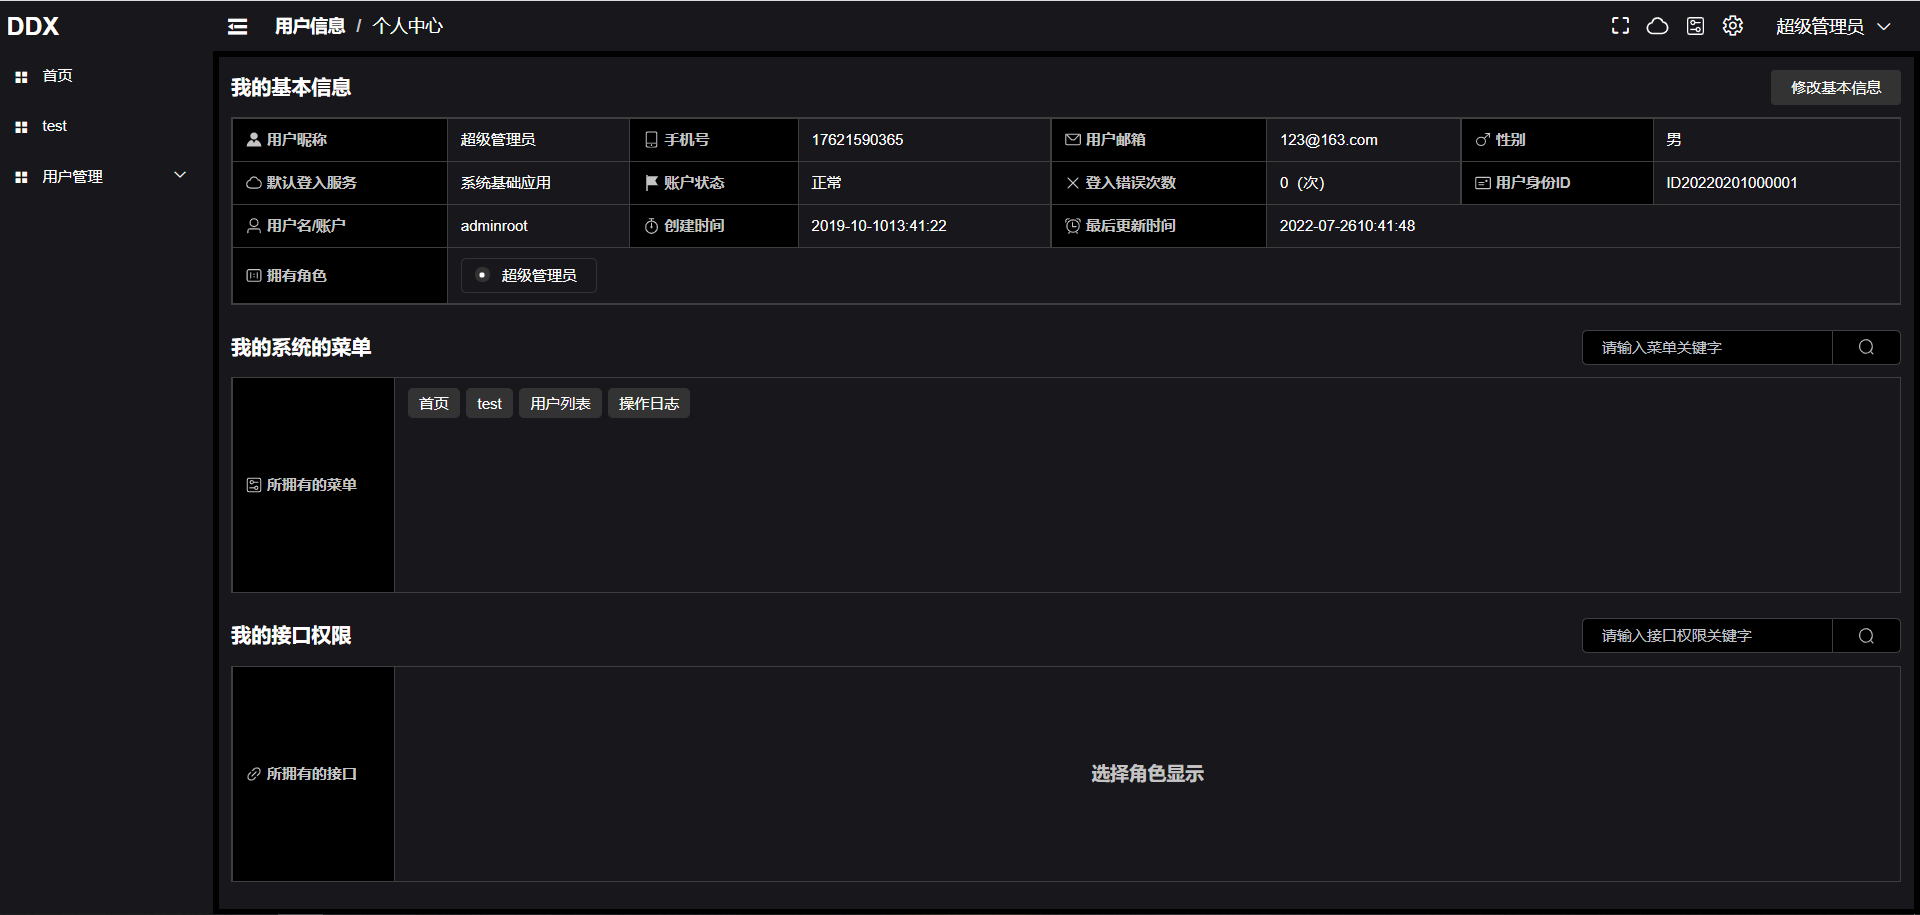 DDX
用户信息 / 个人中心
超级管理员
首页
test
用户管理
我的基本信息
修改基本信息
用户昵称 超级管理员 手机号 17621590365 用户邮箱 123@163.com 性别 男
默认登入服务 系统基础应用 账户状态 正常 登入错误次数 0（次） 用户身份ID ID20220201000001
用户名/账户 adminroot 创建时间 2019-10-1013:41:22 最后更新时间 2022-07-2610:41:48
拥有角色 超级管理员
我的系统的菜单
请输入菜单关键字
首页 test 用户列表 操作日志
所拥有的菜单
我的接口权限
请输入接口权限关键字
所拥有的接口
选择角色显示